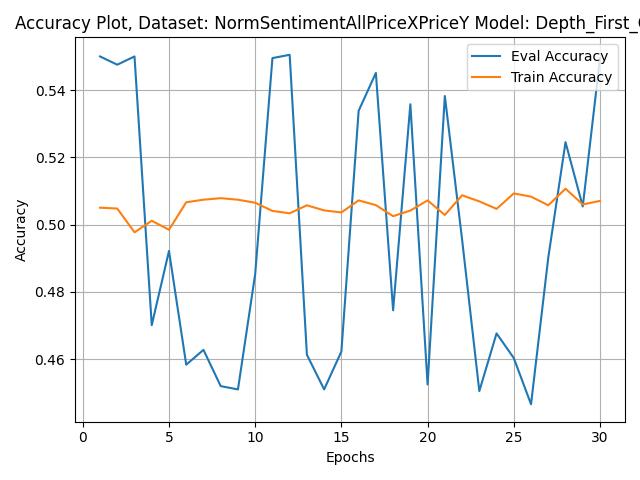 Accuracy Plot, Dataset: NormSentimentAllPriceXPriceY Model: Depth_First_
Eval Accuracy
Train Accuracy
0.54
0.52
0.50
0.48
0.46
Accuracy
0 5 10 15 20 25 30
Epochs